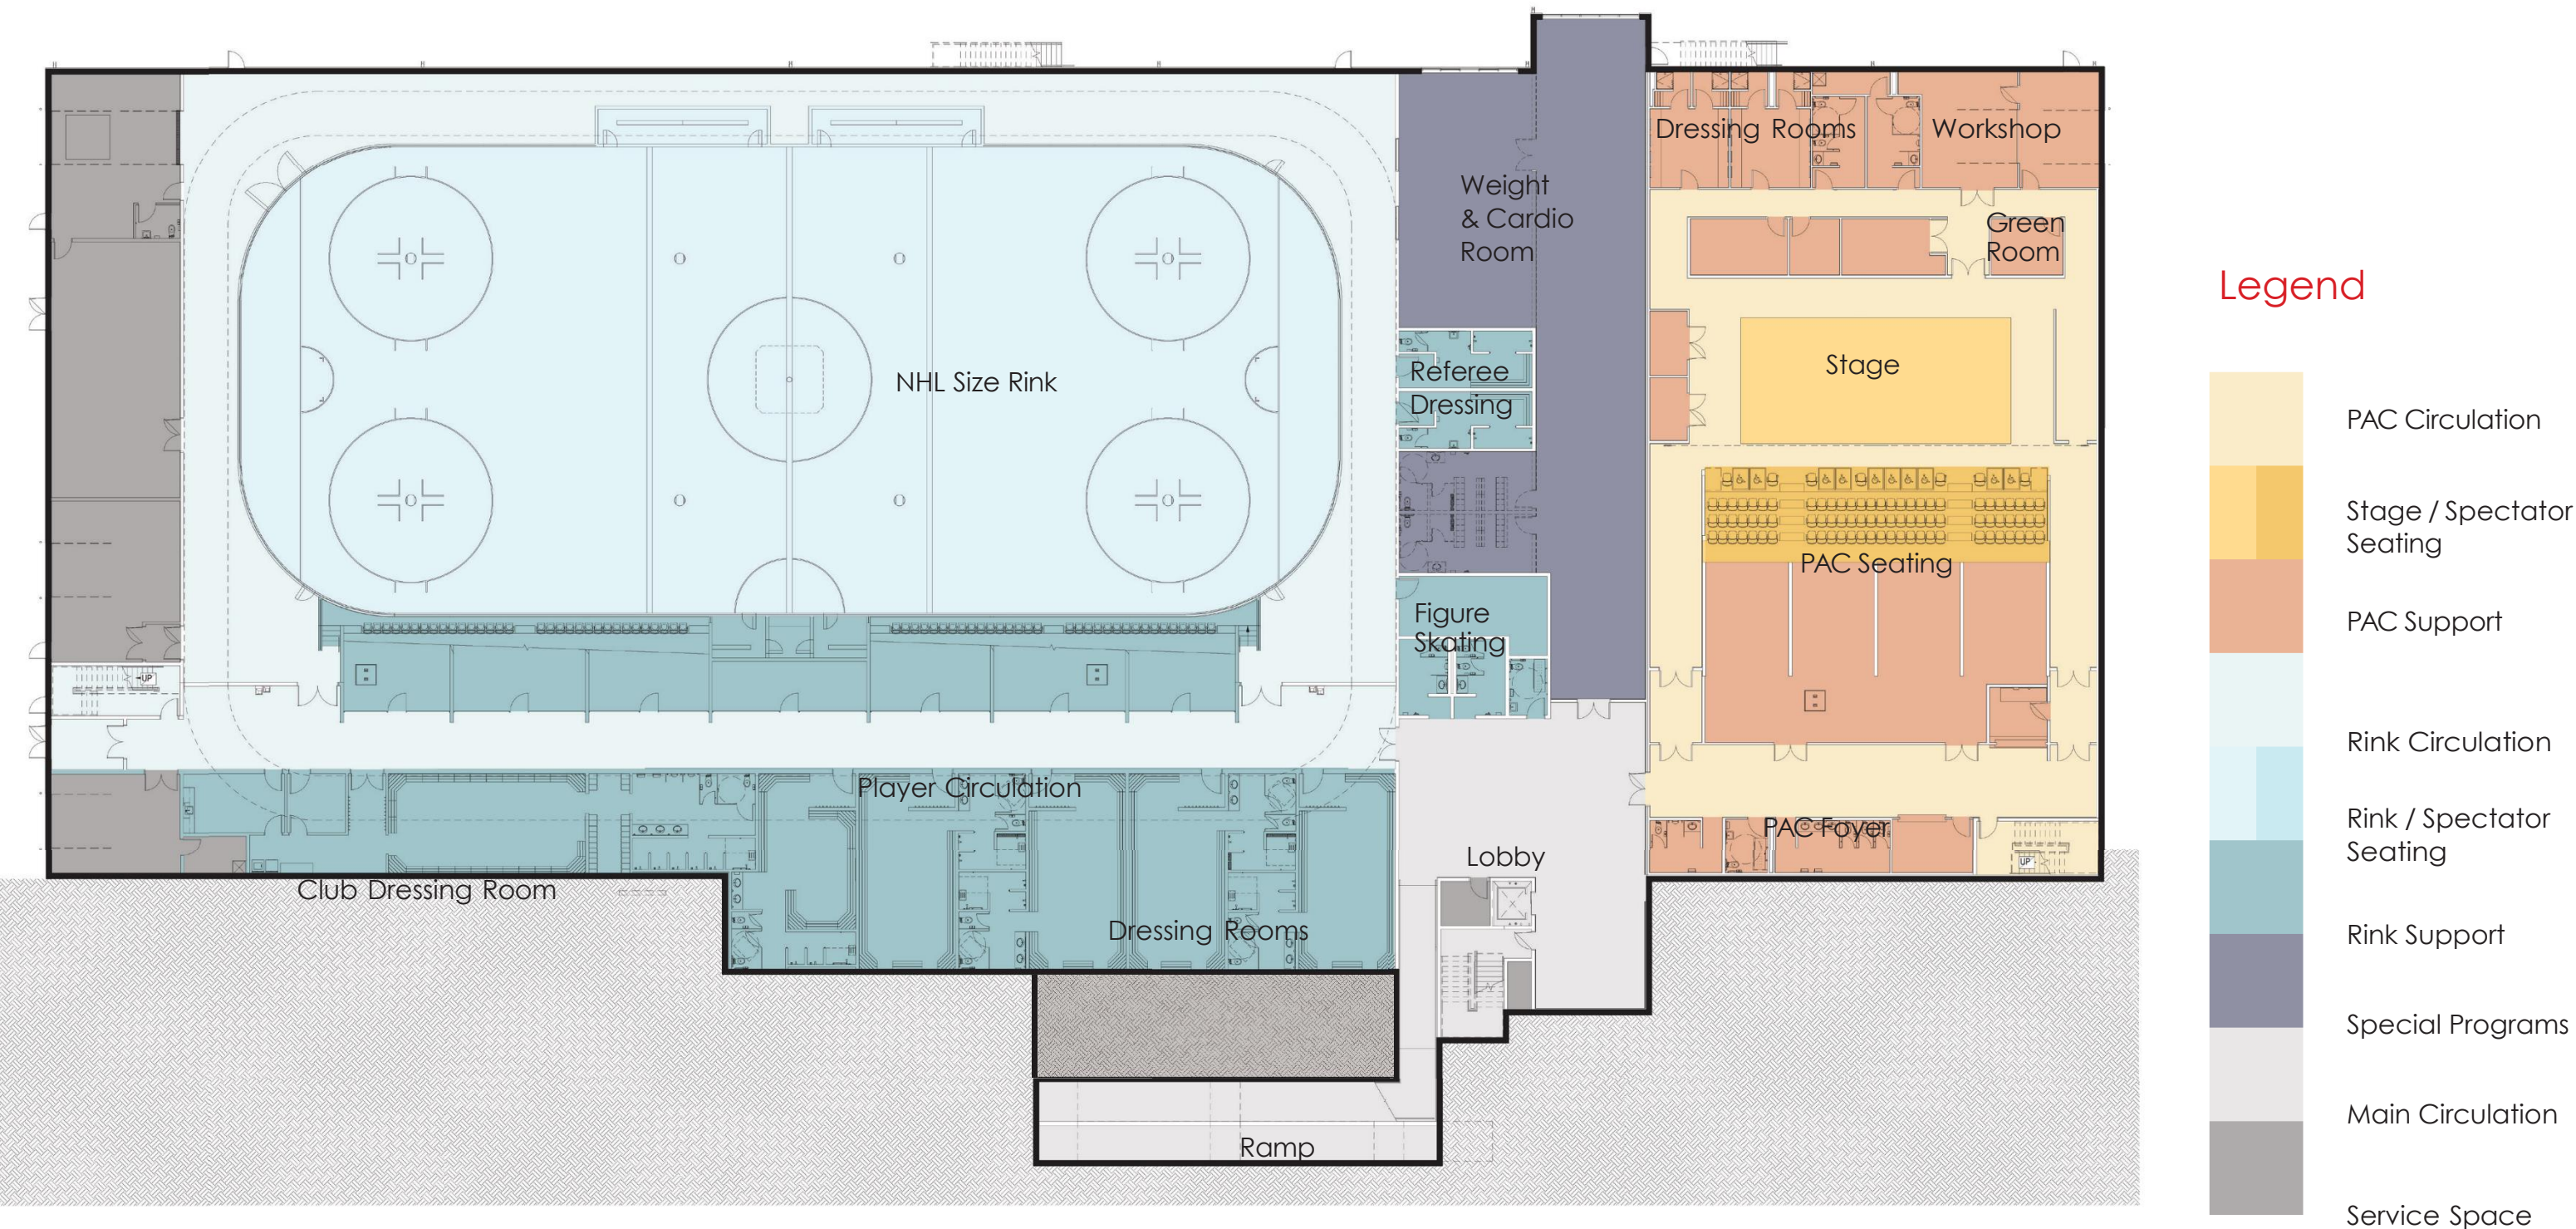 Dressing Rooms
Workshop
Weight
& Cardio
Room
Green
Room
Legend
Stage
NHL Size Rink
Referee
Dressing
PAC Circulation
Stage / Spectator
Seating
PAC Seating
Figure
Skating
PAC Support
UP
Rink Circulation
Player Circulation
PAC Foyer
Rink / Spectator
Seating
Lobby
UP
Club Dressing Room
Dressing Rooms
Rink Support
Special Programs
Main Circulation
Ramp
Service Space